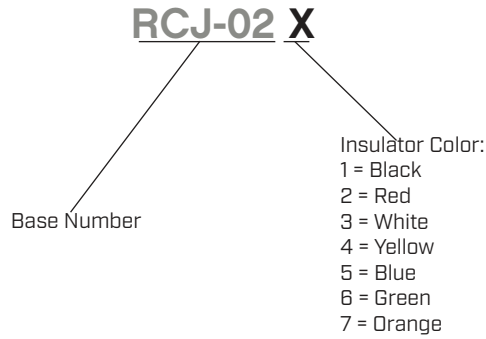 RCJ-02 X
Insulator Color:
1 = Black
2 = Red
3 = White
4 = Yellow
5 = Blue
6 = Green
7 = Orange
Base Number